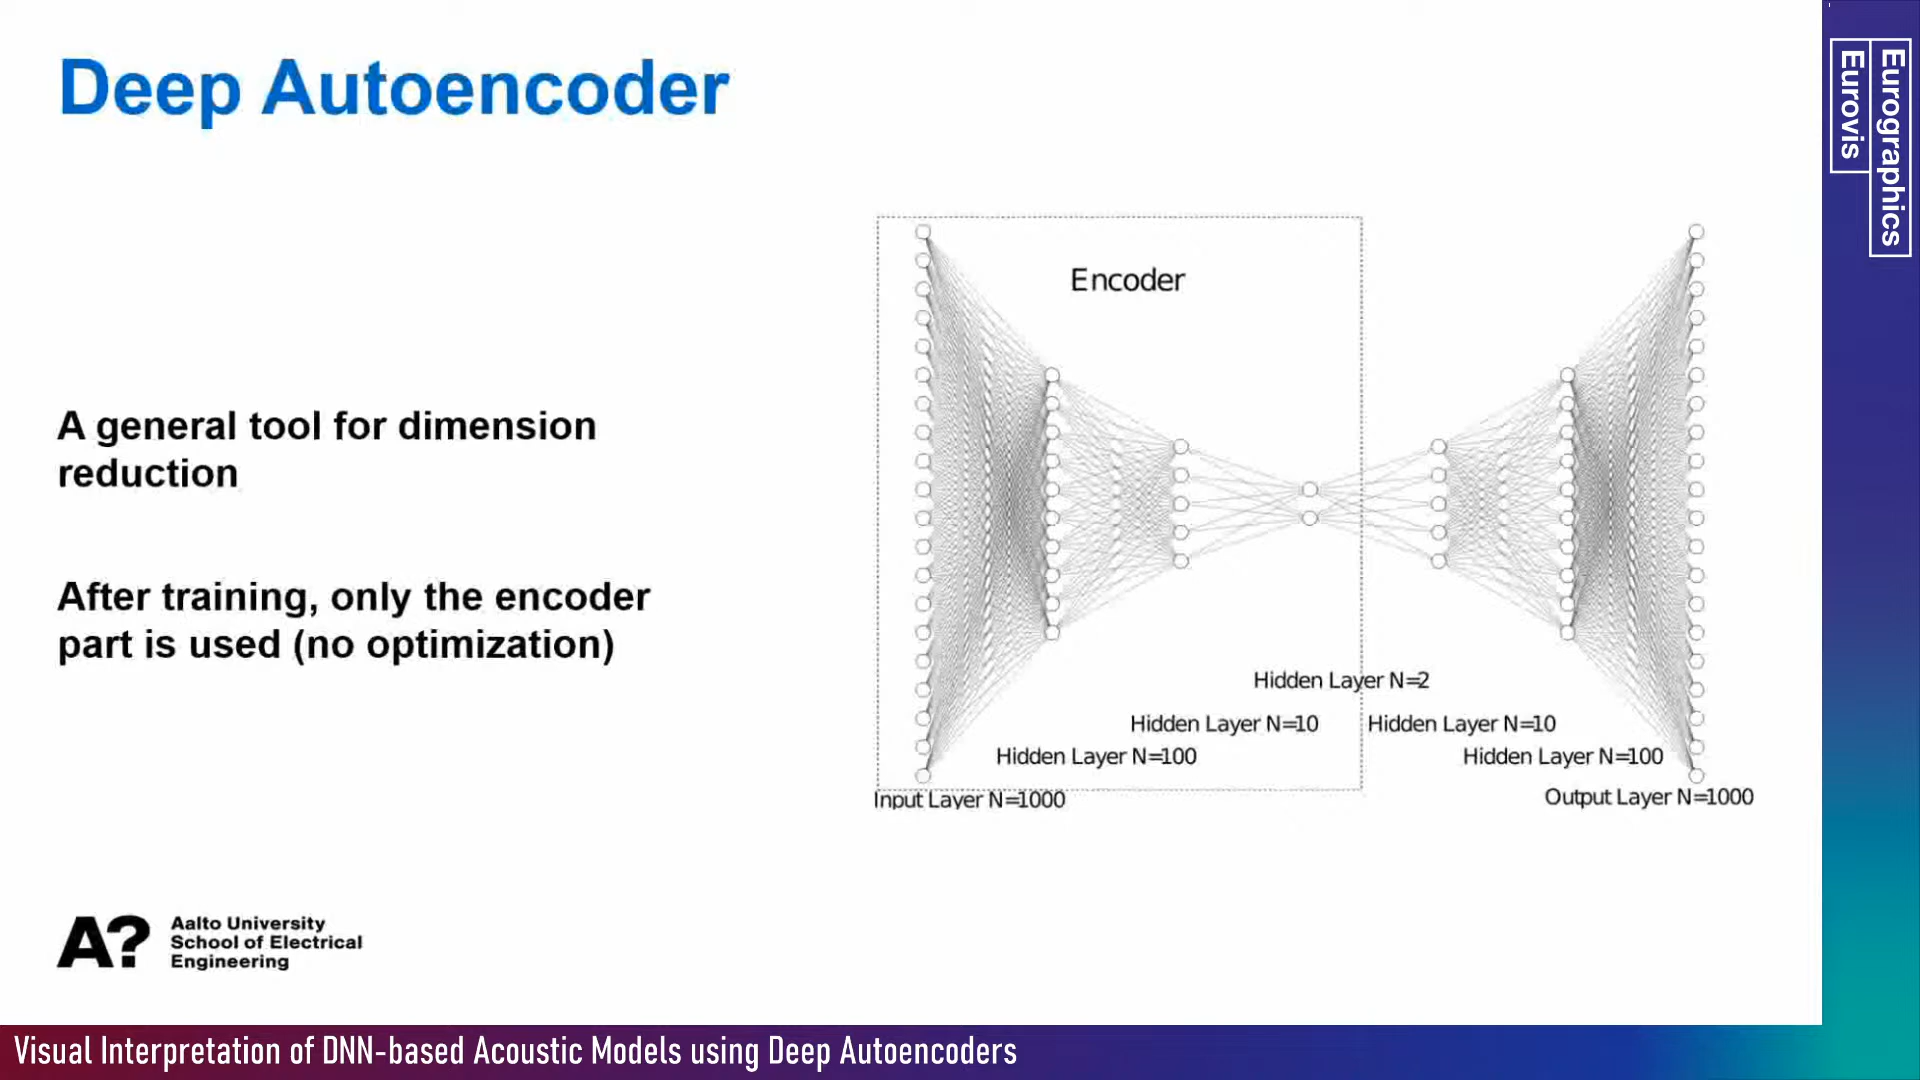 Deep Autoencoder
A general tool for dimension
reduction
After training, only the encoder
part is used (no optimization)
Encoder
Hidden Layer N=2
Hidden Layer N=10
Hidden Layer N=10
Hidden Layer N=100
Hidden Layer N=100
Input Layer N=1000
Output Layer N=1000
A?
Aalto University
School of Electrical
Engineering
Eurographics
Eurovis
Visual Interpretation of DNN-based Acoustic Models using Deep Autoencoders